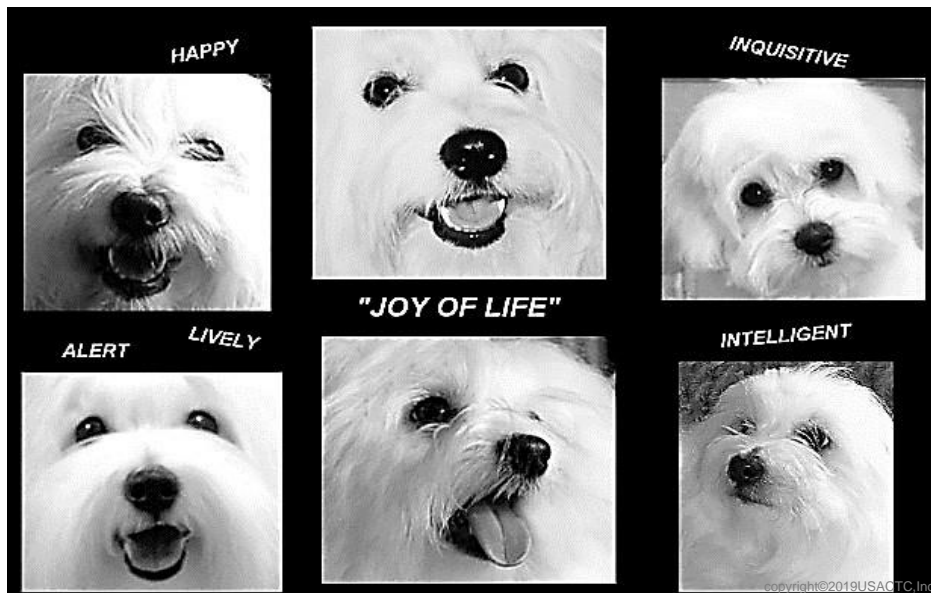 HAPPY
INQUISITIVE
"JOY OF LIFE"
LIVELY
ALERT
INTELLIGENT
copyright©2019USACTC,Inc